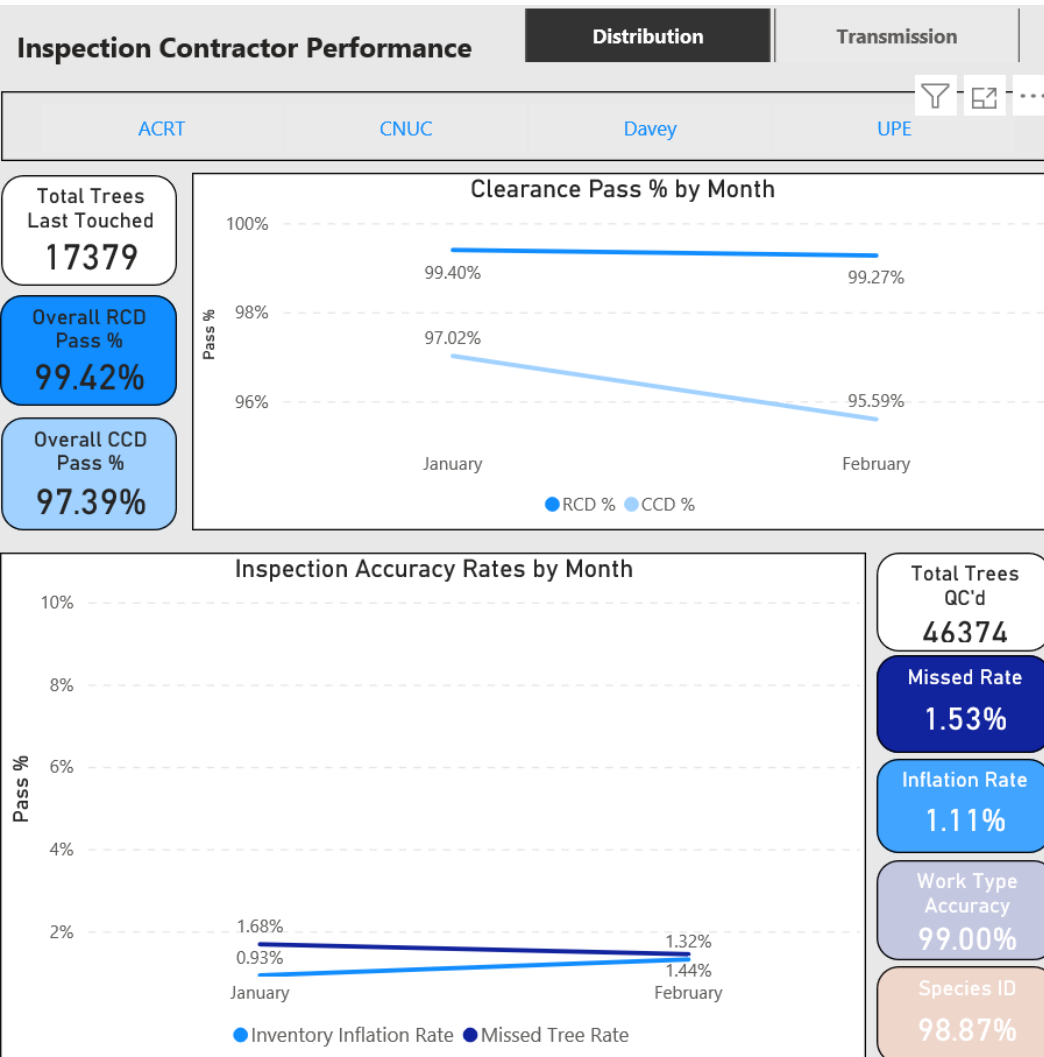 Inspection Contractor Performance
Distribution
Transmission
ACRT
CNUC
Davey
UPE
Total Trees
Last Touched
17379
Overall RCD
Pass %
99.42%
Overall CCD
Pass %
97.39%
Clearance Pass % by Month
100%
98%
96%
Pass %
99.40%
99.27%
97.02%
95.59%
January
February
RCD %
CCD %
Inspection Accuracy Rates by Month
10%
8%
6%
4%
2%
Pass %
1.68%
0.93%
1.32%
1.44%
January
February
Inventory Inflation Rate
Missed Tree Rate
Total Trees
QC'd
46374
Missed Rate
1.53%
Inflation Rate
1.11%
Work Type
Accuracy
99.00%
Species ID
98.87%